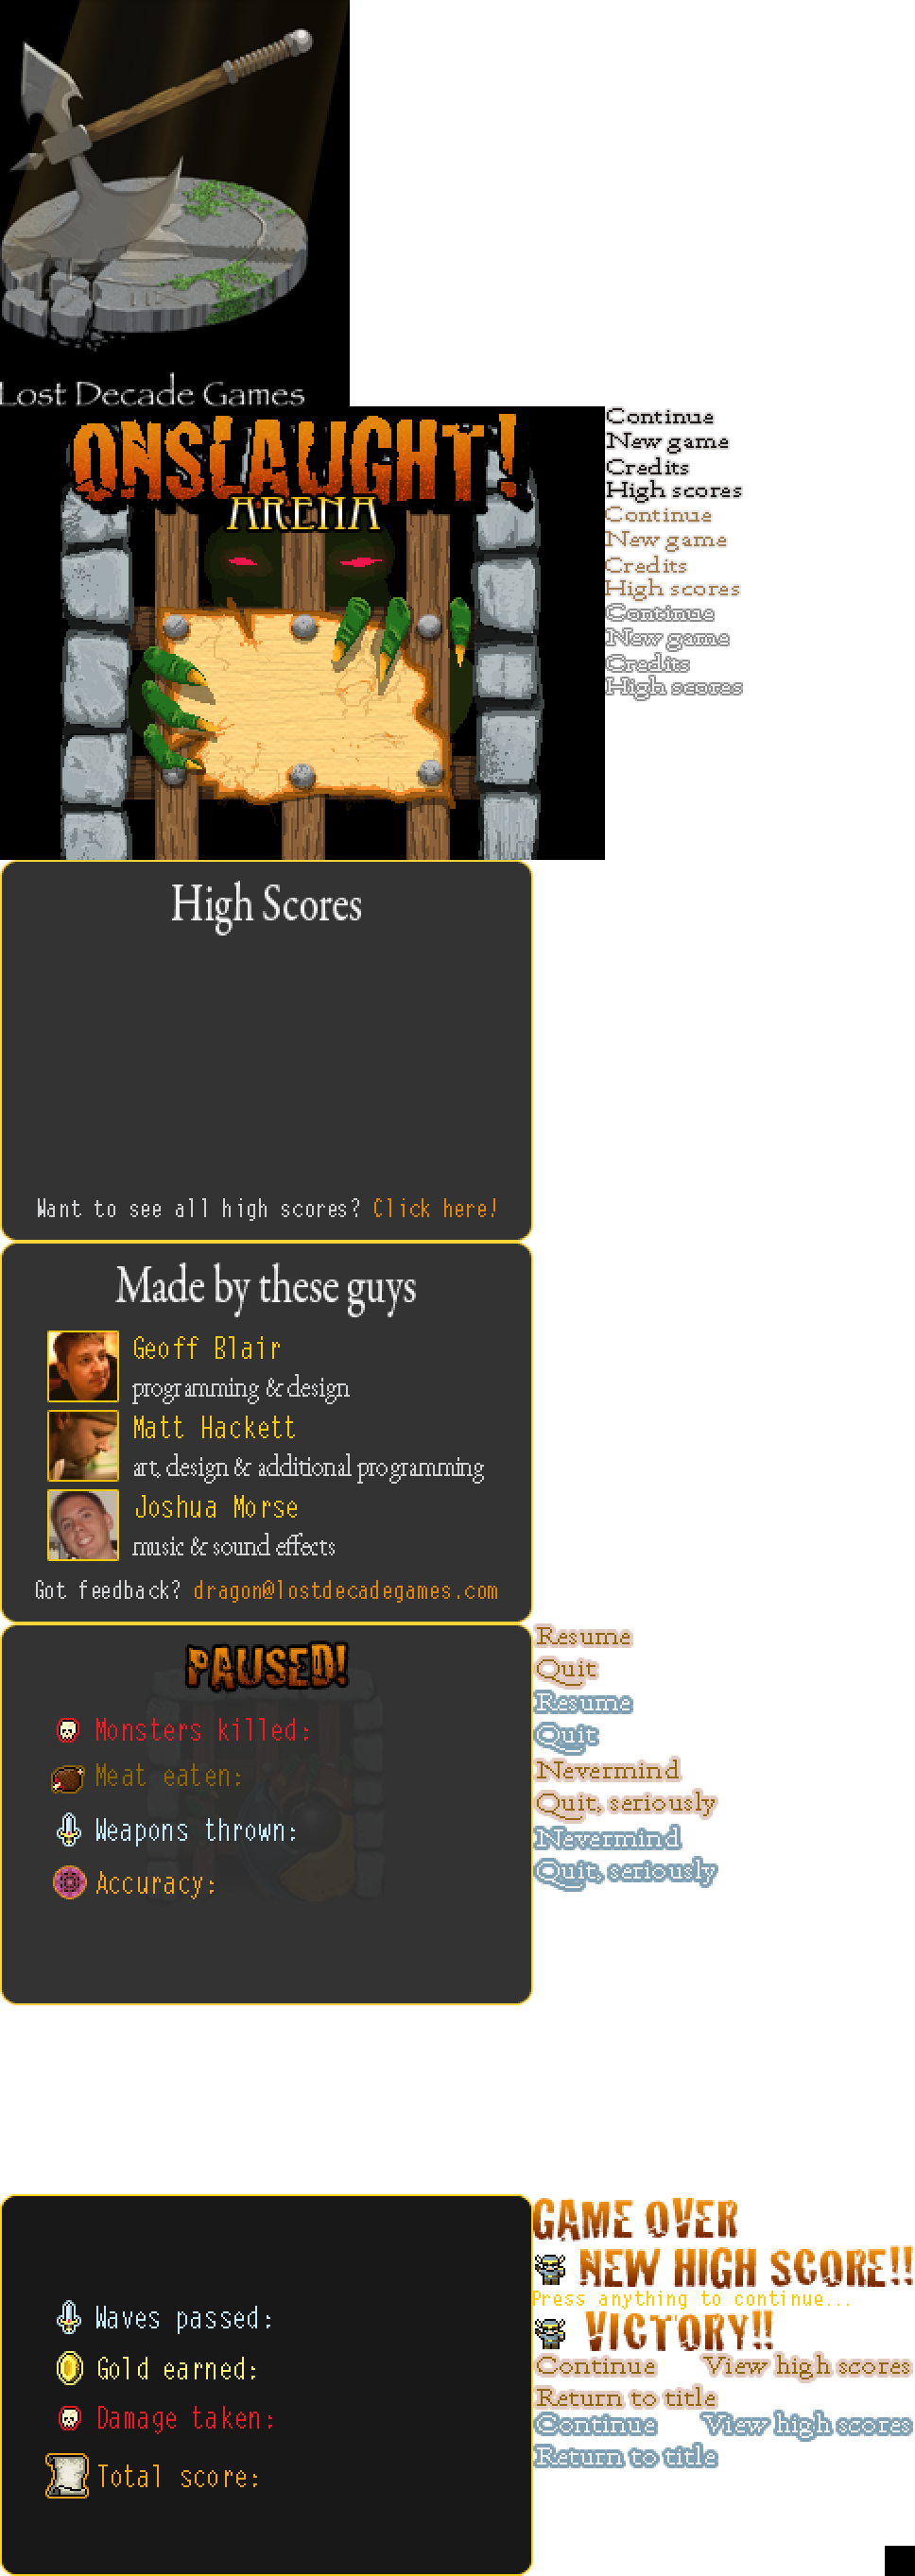 Lost Decade Games
ONSLAUGHT!
ARENA
Continue
New game
Credits
High scores
Continue
New game
Credits
High scores
Continue
New game
Credits
High scores
High Scores
Want to see all high scores? Click here!
Made by these guys
Geoff Blair
programming & design
Matt Hackett
art, design & additional programming
Joshua Morse
music & sound effects
Got feedback? dragon@lostdecadegames.com
PAUSED!
Monsters killed:
Meat eaten:
Weapons thrown:
Accuracy:
Resume
Quit
Resume
Quit
Nevermind
Quit, seriously
Nevermind
Quit, seriously
Waves passed:
Gold earned:
Damage taken:
Total score:
GAME OVER
NEW HIGH SCORE!!
Press anything to continue...
VICTORY!!
Continue View high scores
Return to title
Continue View high scores
Return to title